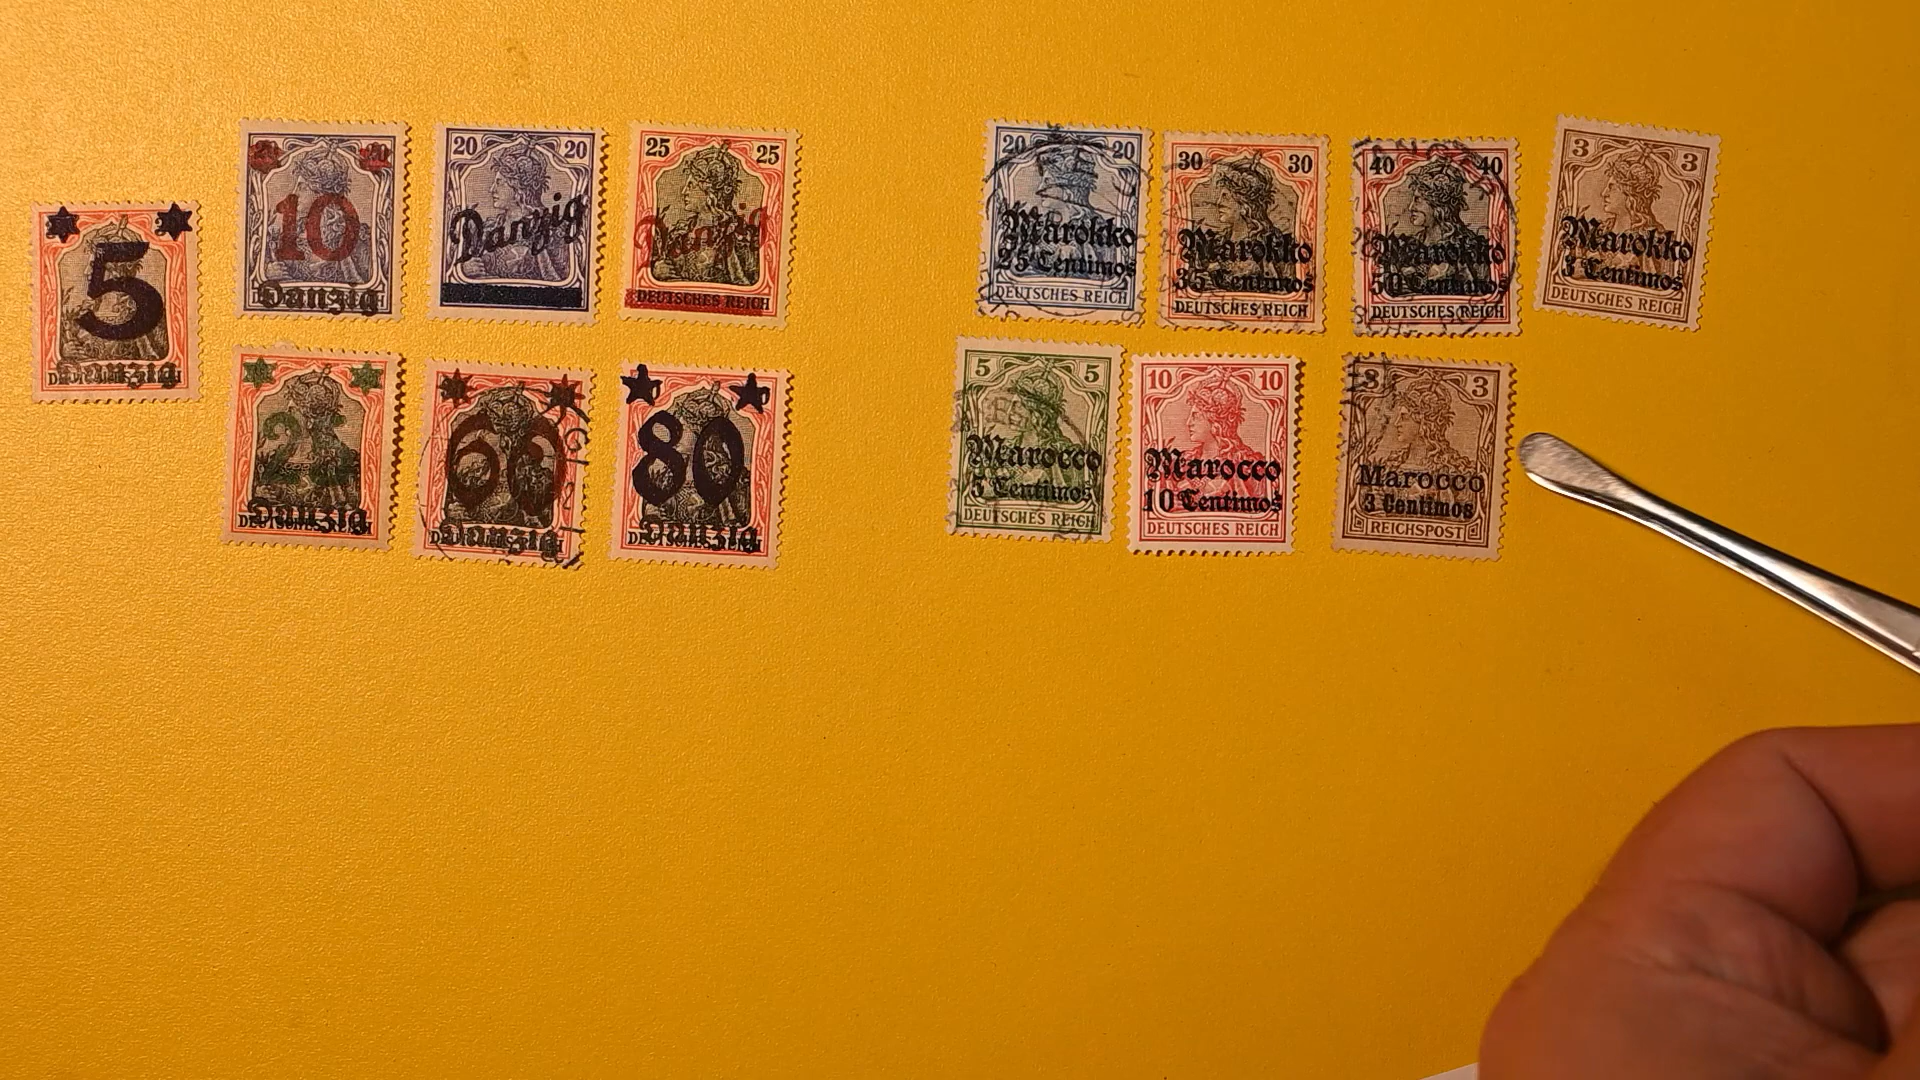 5
Danzig
10
Danzig
20 20
Danzig
25 25
Danzig
DEUTSCHES REICH
20 20
Marokko
25 Centimos
DEUTSCHES REICH
30 30
Marokko
35 Centimos
DEUTSCHES REICH
40 40
Marokko
50 Centimos
DEUTSCHES REICH
3 3
Marokko
3 Centimos
DEUTSCHES REICH
25
Danzig
60
Danzig
80
Danzig
5 5
Marocco
5 Centimos
DEUTSCHES REICH
10 10
Marocco
10 Centimos
DEUTSCHES REICH
3 3
Marocco
3 Centimos
REICHSPOST